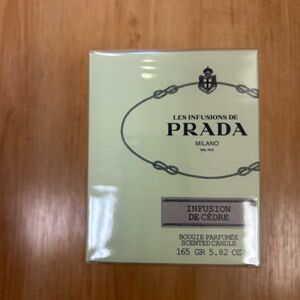 LES INFUSIONS DE
PRADA
MILANO
DAL 1913
INFUSION
DE CÈDRE
BOUGIE PARFUMÉE
SCENTED CANDLE
165 GR 5.82 OZ